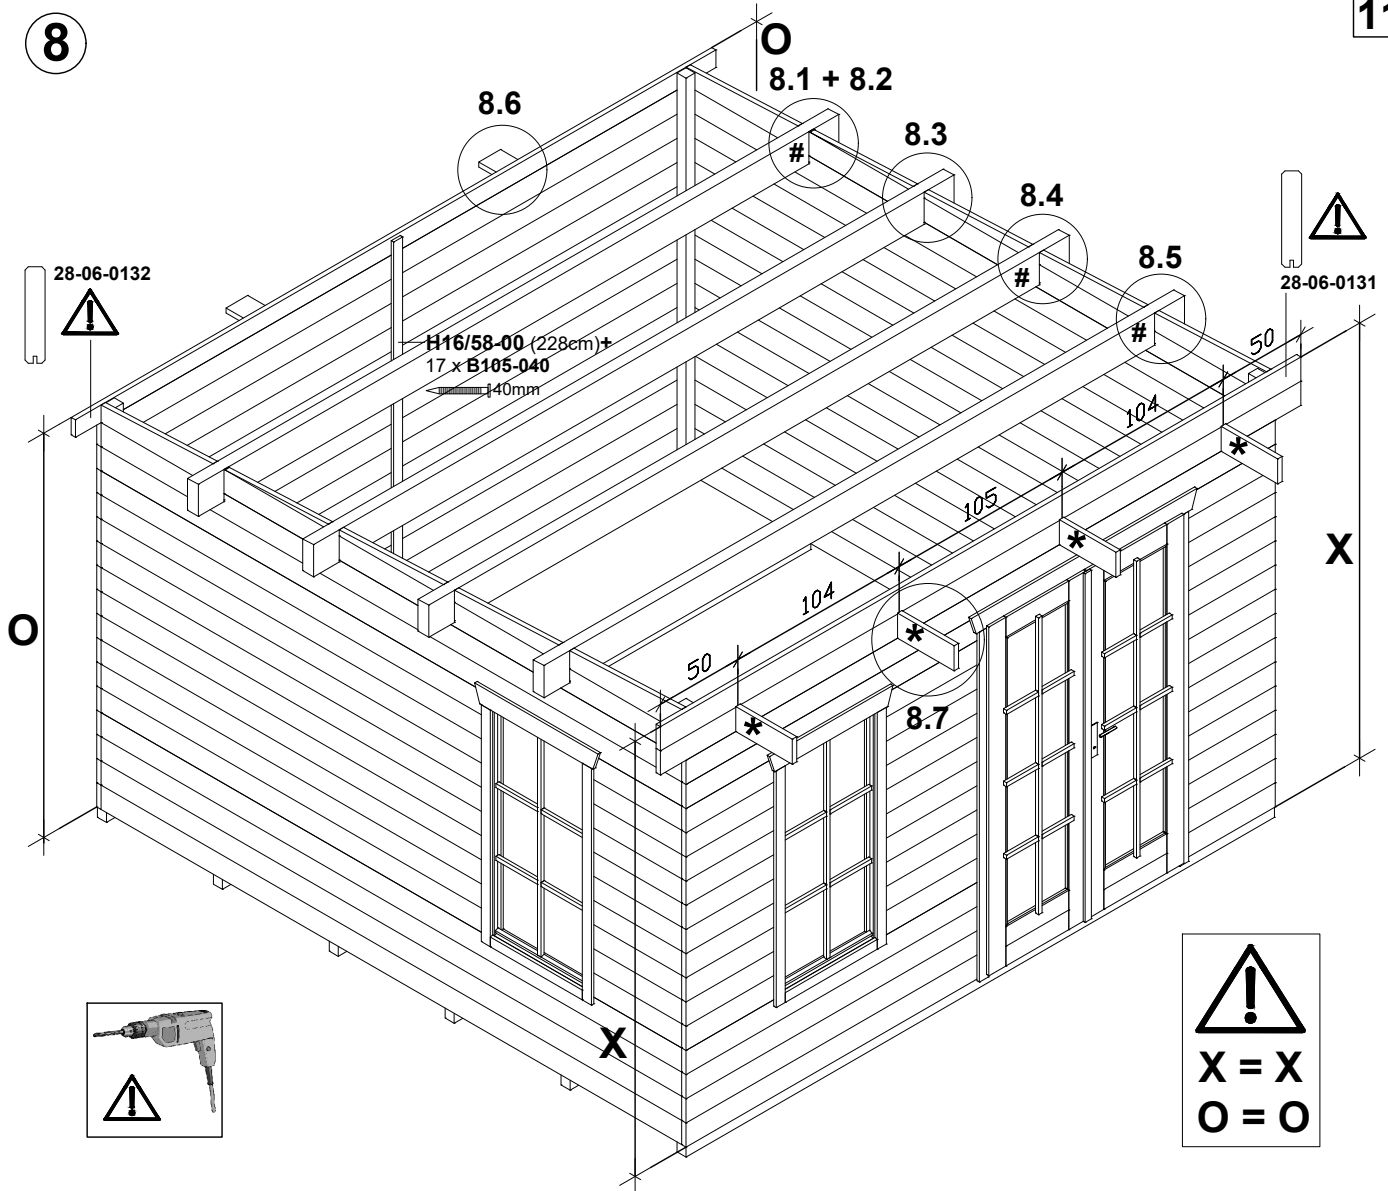 8
11
O
8.1 + 8.2
8.6
8.3
8.4
8.5
#
#
#
28-06-0132
28-06-0131
H16/58-00 (228cm)+
17 x B105-040
40mm
50
104
105
104
50
*
*
*
*
8.7
O
X
X
X = X
O = O